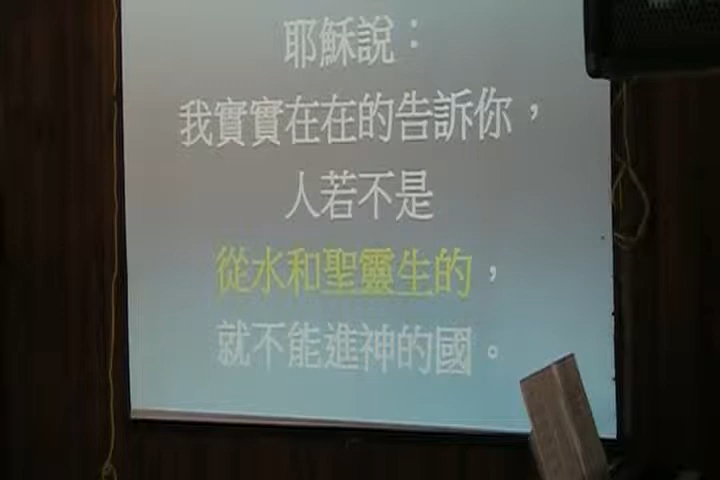 耶穌說：
我實實在在的告訴你，
人若不是
從水和聖靈生的，
就不能進神的國。